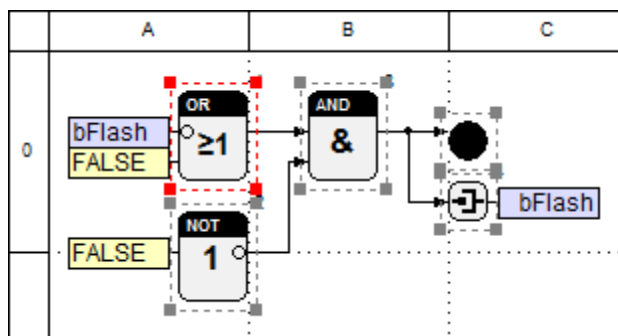 A B C
OR AND
bFlash ≥1 &
0
FALSE
bFlash
NOT
FALSE 1